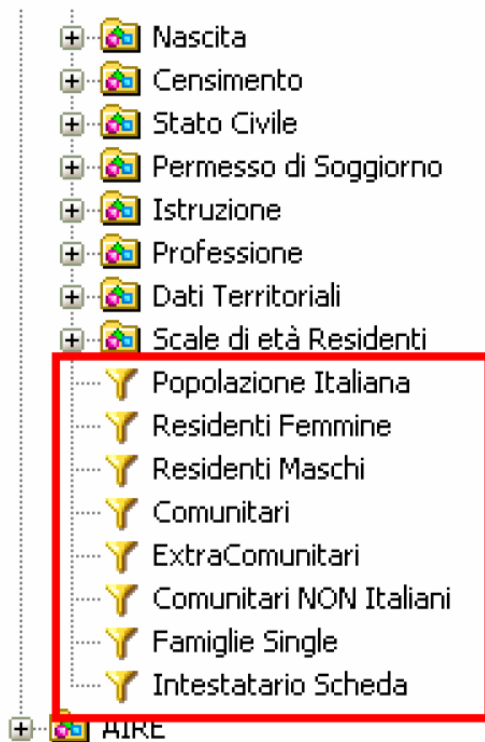 Nascita
Censimento
Stato Civile
Permesso di Soggiorno
Istruzione
Professione
Dati Territoriali
Scale di età Residenti
Popolazione Italiana
Residenti Femmine
Residenti Maschi
Comunitari
ExtraComunitari
Comunitari NON Italiani
Famiglie Single
Intestatario Scheda
AIRE